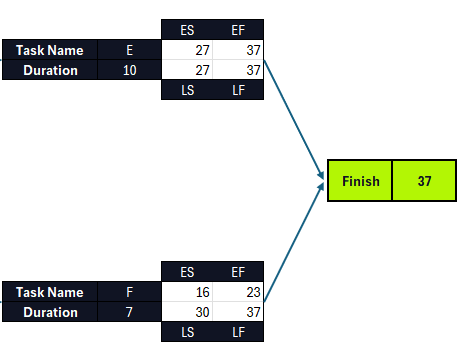 ES EF
Task Name E 27 37
Duration 10 27 37
LS LF
Finish 37
ES EF
Task Name F 16 23
Duration 7 30 37
LS LF